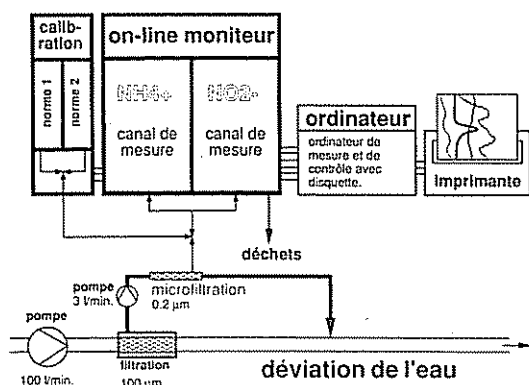 calib-
ration
on-line moniteur
norme 1
norme 2
NH4+
canal de
mesure
NO2-
canal de
mesure
ordinateur
ordinateur de
mesure et de
contrôle avec
disquette.
imprimante
déchets
pompe
3 l/min.
microfiltration
0.2 µm
pompe
100 l/min.
filtration
100 µm
déviation de l'eau